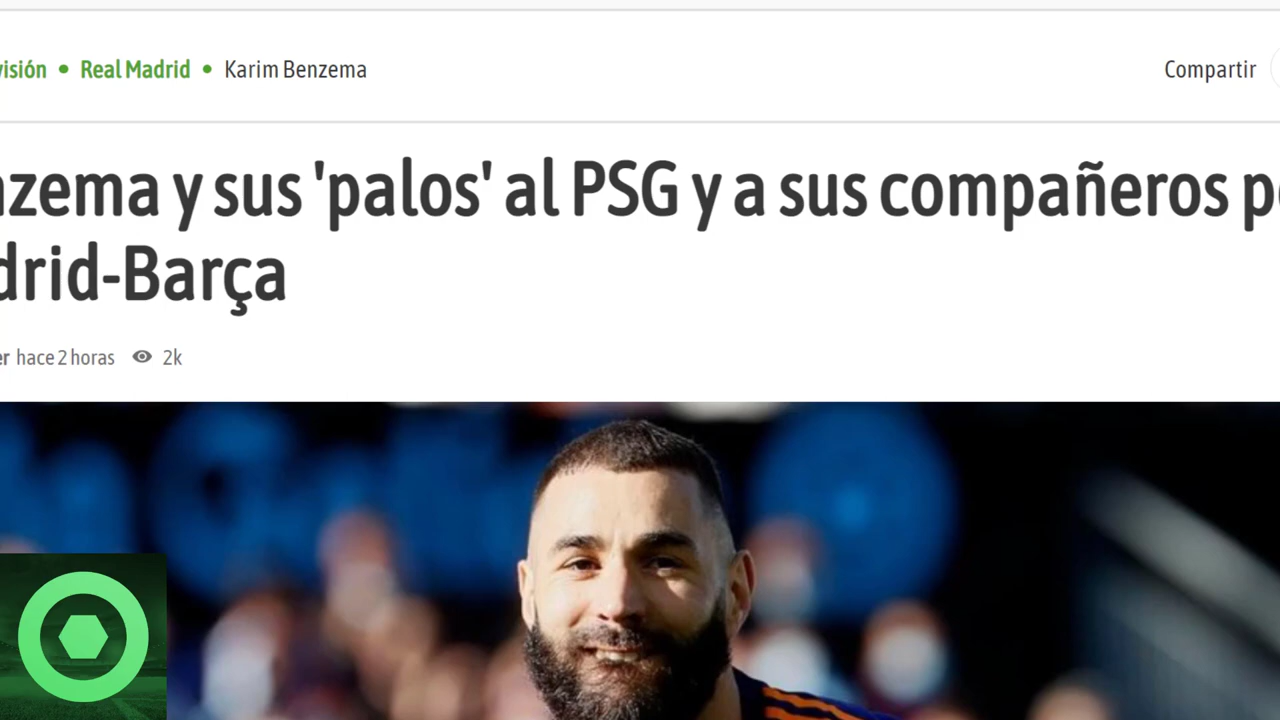 visión • Real Madrid • Karim Benzema
Compartir
nzema y sus 'palos' al PSG y a sus compañeros p
drid-Barça
er hace 2 horas 2k